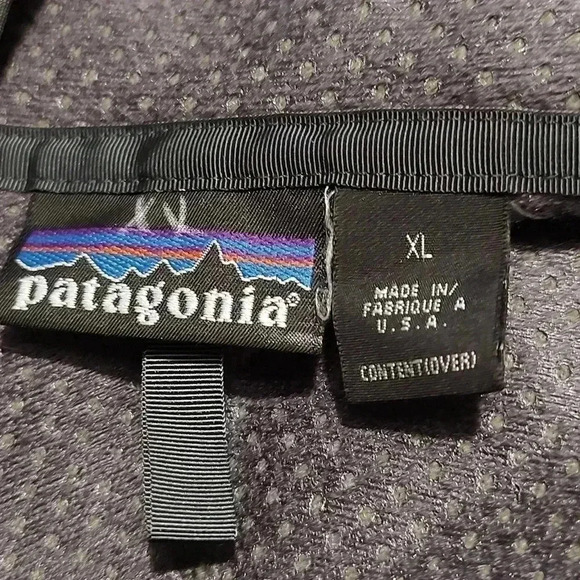 patagonia®
XL
MADE IN/
FABRIQUE A
U.S.A.
CONTENT(OVER)